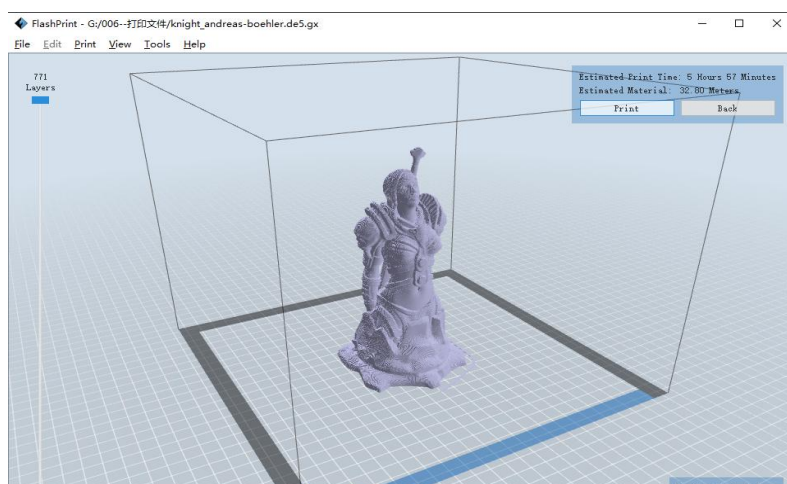 FlashPrint - G:/006--打印文件/knight_andreas-boehler.de5.gx
File Edit Print View Tools Help
771
Layers
Estimated Print Time: 5 Hours 57 Minutes
Estimated Material: 32.80 Meters
Print Back